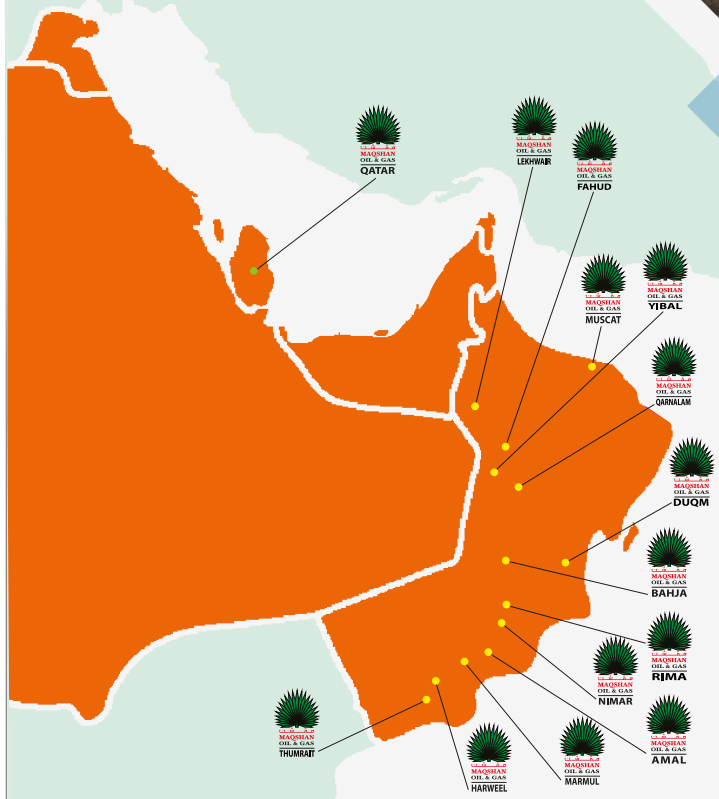 MAQSHAN
OIL & GAS
LEKHWAIR
MAQSHAN
OIL & GAS
QATAR
MAQSHAN
OIL & GAS
FAHUD
MAQSHAN
OIL & GAS
YIBAL
MAQSHAN
OIL & GAS
MUSCAT
MAQSHAN
OIL & GAS
QARNALAM
MAQSHAN
OIL & GAS
DUQM
MAQSHAN
OIL & GAS
BAHJA
MAQSHAN
OIL & GAS
RIMA
MAQSHAN
OIL & GAS
NIMAR
MAQSHAN
OIL & GAS
THUMRAIT
MAQSHAN
OIL & GAS
AMAL
MAQSHAN
OIL & GAS
MARMUL
MAQSHAN
OIL & GAS
HARWEEL